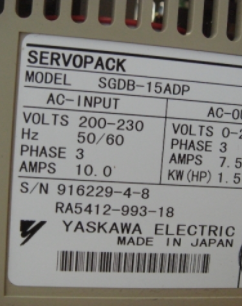 SERVOPACK
MODEL SGDB-15ADP
AC-INPUT
VOLTS 200-230
Hz 50/60
PHASE 3
AMPS 10.0
VOLTS
PHASE 3
AMPS 7.5
KW(HP) 1.5
S/N 916229-4-8
RA5412-993-18
YASKAWA ELECTRIC
MADE IN JAPAN